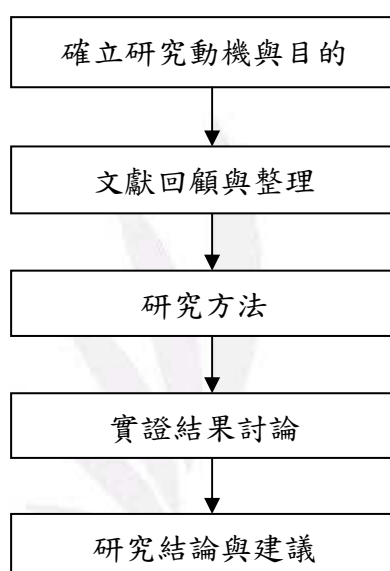 確立研究動機與目的
文獻回顧與整理
研究方法
實證結果討論
研究結論與建議